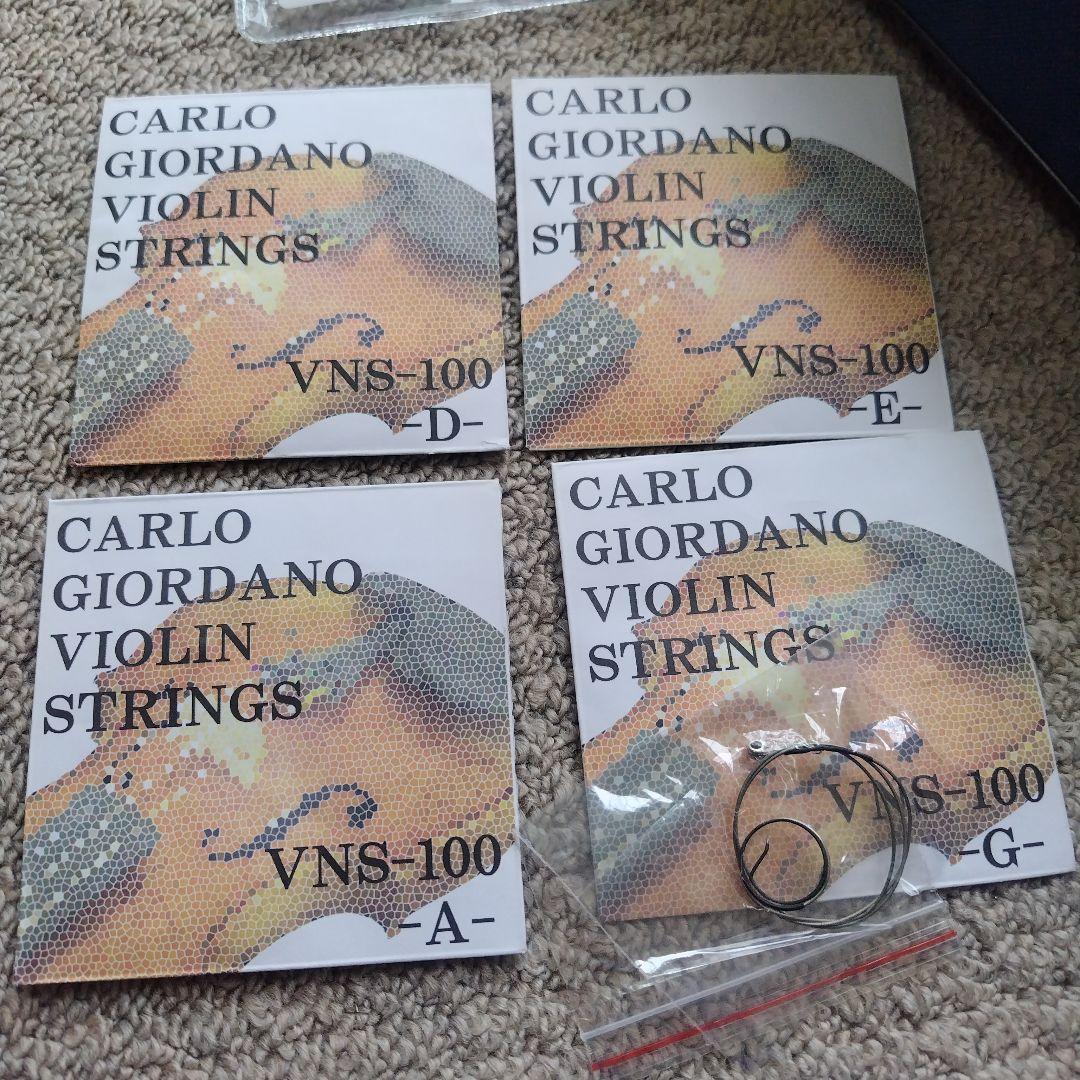 CARLO
GIORDANO
VIOLIN
STRINGS
VNS-100
-D-
CARLO
GIORDANO
VIOLIN
STRINGS
VNS-100
-E-
CARLO
GIORDANO
VIOLIN
STRINGS
VNS-100
-A-
CARLO
GIORDANO
VIOLIN
STRINGS
VNS-100
-G-